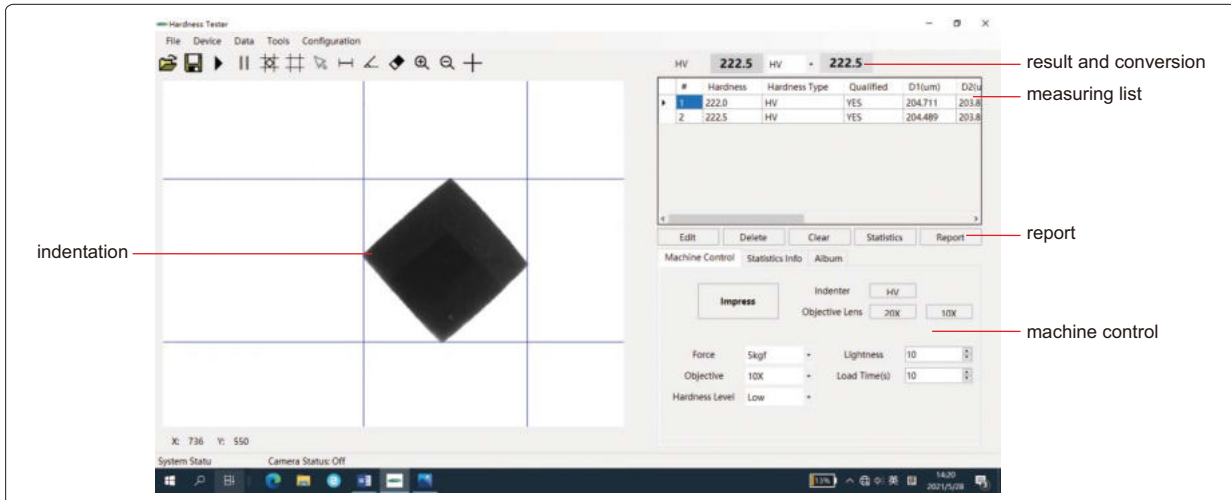 Hardness Tester
File Device Data Tools Configuration
HV 222.5 HV 222.5
result and conversion
# Hardness Hardness Type Qualified D1(um) D2(u
measuring list
1 222.0 HV YES 204.711 203.8
2 222.5 HV YES 204.489 203.8
indentation
Edit Delete Clear Statistics Report
report
Machine Control Statistics Info Album
Impress
Indenter HV
Objective Lens 20X 10X
machine control
Force 5kgf Lightness 10
Objective 10X Load Time(s) 10
Hardness Level Low
X: 736 Y: 550
System Statu Camera Status: Off
13% 英 14:20
2021/5/28